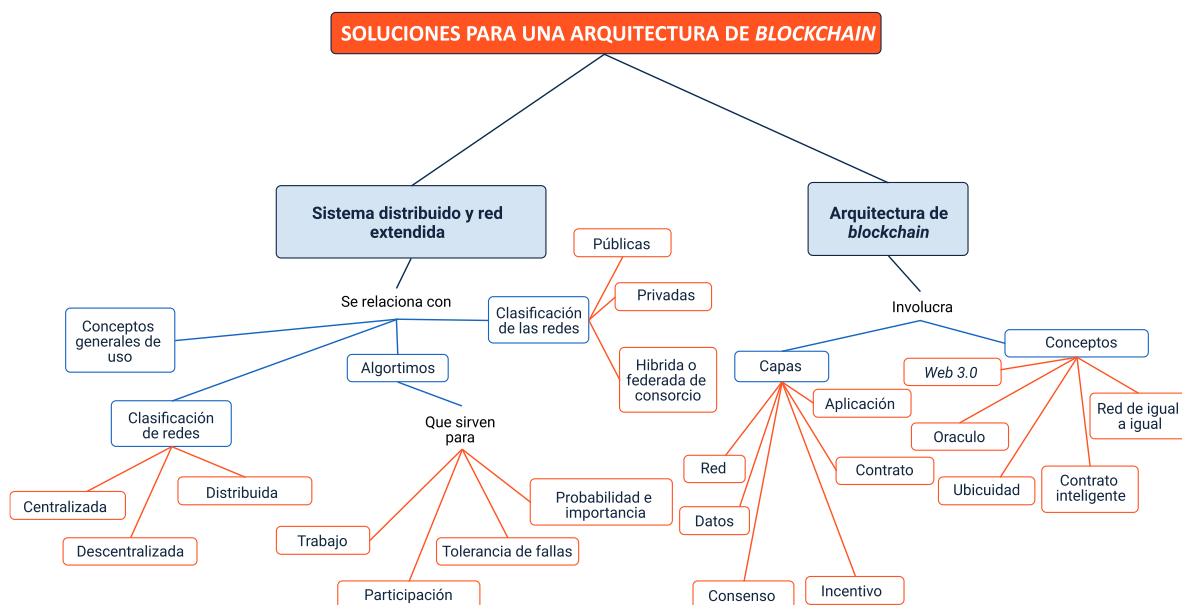 SOLUCIONES PARA UNA ARQUITECTURA DE BLOCKCHAIN
Sistema distribuido y red
extendida
Arquitectura de
blockchain
Se relaciona con
Conceptos
generales de
uso
Clasificación
de redes
Centralizada
Descentralizada
Distribuida
Algortimos
Que sirven
para
Trabajo
Participación
Tolerancia de fallas
Probabilidad e
importancia
Clasificación
de las redes
Públicas
Privadas
Hibrida o
federada de
consorcio
Involucra
Capas
Red
Datos
Consenso
Incentivo
Contrato
Aplicación
Conceptos
Web 3.0
Oraculo
Ubicuidad
Contrato
inteligente
Red de igual
a igual